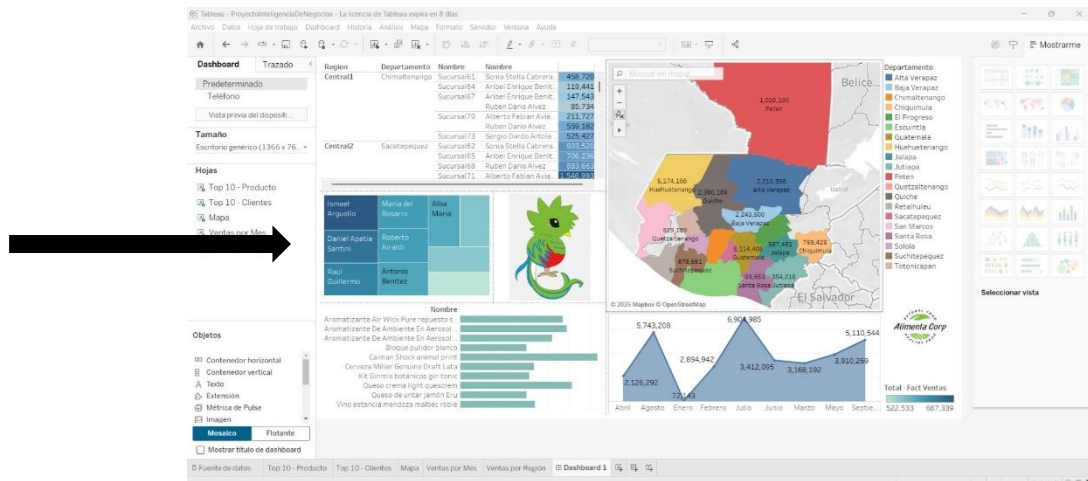 Tableau - ProyectoInteligenciaDeNegocios - La licencia de Tableau expira en 8 días
Archivo Datos Hoja de trabajo Dashboard Historia Análisis Mapa Formato Servidor Ventana Ayuda
Mostrarme
Dashboard Trazado
Predeterminado
Teléfono
Vista previa del dispositi...
Tamaño
Escritorio genérico (1366 x 76..
Hojas
Top 10 - Producto
Top 10 - Clientes
Mapa
Ventas por Mes
Objetos
Contenedor horizontal
Contenedor vertical
Texto
Extensión
Métrica de Pulse
Imagen
Mosaico Flotante
Mostrar título de dashboard
Region Departamento Nombre Nombre
Central1 Chimaltenango Sucursal61 Sonia Stella Cabrera.. 458,720
Sucursal64 Aribel Enrique Benit.. 119,441
Sucursal67 Aribel Enrique Benit.. 147,543
Ruben Dario Alvez 85,734
Sucursal70 Alberto Fabian Avia.. 211,727
Ruben Dario Alvez 559,182
Sucursal73 Sergio Dardo Artola 525,427
Central2 Sacatepequez Sucursal62 Sonia Stella Cabrera.. 803,520
Sucursal65 Aribel Enrique Benit.. 706,236
Sucursal68 Ruben Dario Alvez 883,663
Sucursal71 Alberto Fabian Avia.. 1,546,993
Ismael Arguello
Maria del Rosario
Alba Maria
Daniel Apatia Santini
Roberto Airaldi
Raul Guillermo
Antonio Benitez
Buscar en mapa
Belice
1,030,100
Peten
5,174,166
Huehuetenango
2,360,169
Quiche
2,210,956
Alta Verapaz
Izabal
2,243,500
Baja Verapaz
Quetzaltenango
5,114,408
Guatemala
587,451
Jalapa
759,423
Chiquimula
Suchitepequez
Santa Rosa
354,218
Jutiapa
El Salvador
© 2025 Mapbox © OpenStreetMap
Departamento
Alta Verapaz
Baja Verapaz
Chimaltenango
Chiquimula
El Progreso
Escuintla
Guatemala
Huehuetenango
Jalapa
Jutiapa
Peten
Quetzaltenango
Quiche
Retalhuleu
Sacatepequez
San Marcos
Santa Rosa
Solola
Suchitepequez
Totonicapan
Seleccionar vista
Nombre
Aromatizante Air Wick Pure repuesto s...
Aromatizante De Ambiente En Aerosol ...
Aromatizante De Ambiente En Aerosol ...
Bloque pulidor blanco
Caiman Shock animal print
Cerveza Miller Genuine Draft Lata
Kit Ginmix botánicos gin tonic
Queso crema light quescrem
Queso de untar jamón Eru
Vino estancia mendoza malbec roble
2,126,292
5,743,208
72,143
2,894,942
6,904,985
3,412,095
3,168,192
3,910,269
5,110,544
Abril Agosto Enero Febrero Julio Junio Marzo Mayo Septie..
Alimenta Corp
Total - Fact Ventas
522,533 687,339
Fuente de datos Top 10 - Producto Top 10 - Clientes Mapa Ventas por Mes Ventas por Región Dashboard 1